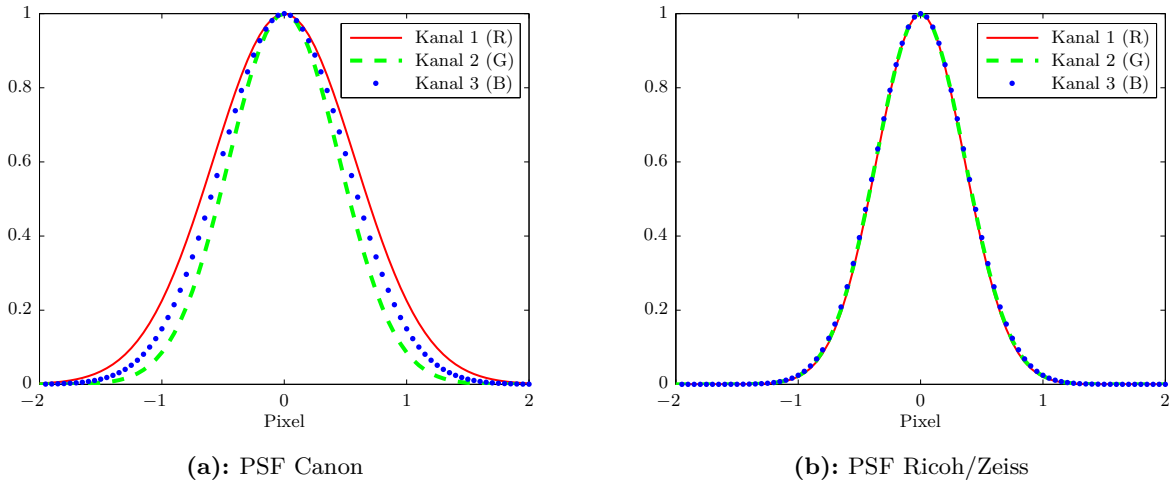 1
0.8
0.6
0.4
0.2
0
−2
−1
0
1
2
Pixel
Kanal 1 (R)
Kanal 2 (G)
Kanal 3 (B)
(a): PSF Canon
1
0.8
0.6
0.4
0.2
0
−2
−1
0
1
2
Pixel
Kanal 1 (R)
Kanal 2 (G)
Kanal 3 (B)
(b): PSF Ricoh/Zeiss